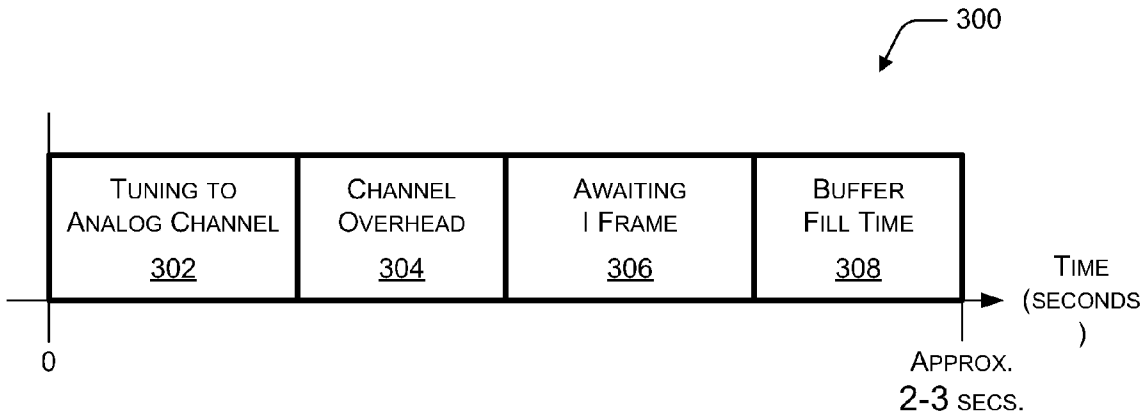 300
TUNING TO
ANALOG CHANNEL
302
CHANNEL
OVERHEAD
304
AWAITING
I FRAME
306
BUFFER
FILL TIME
308
TIME
(SECONDS
)
0
APPROX.
2-3 SECS.